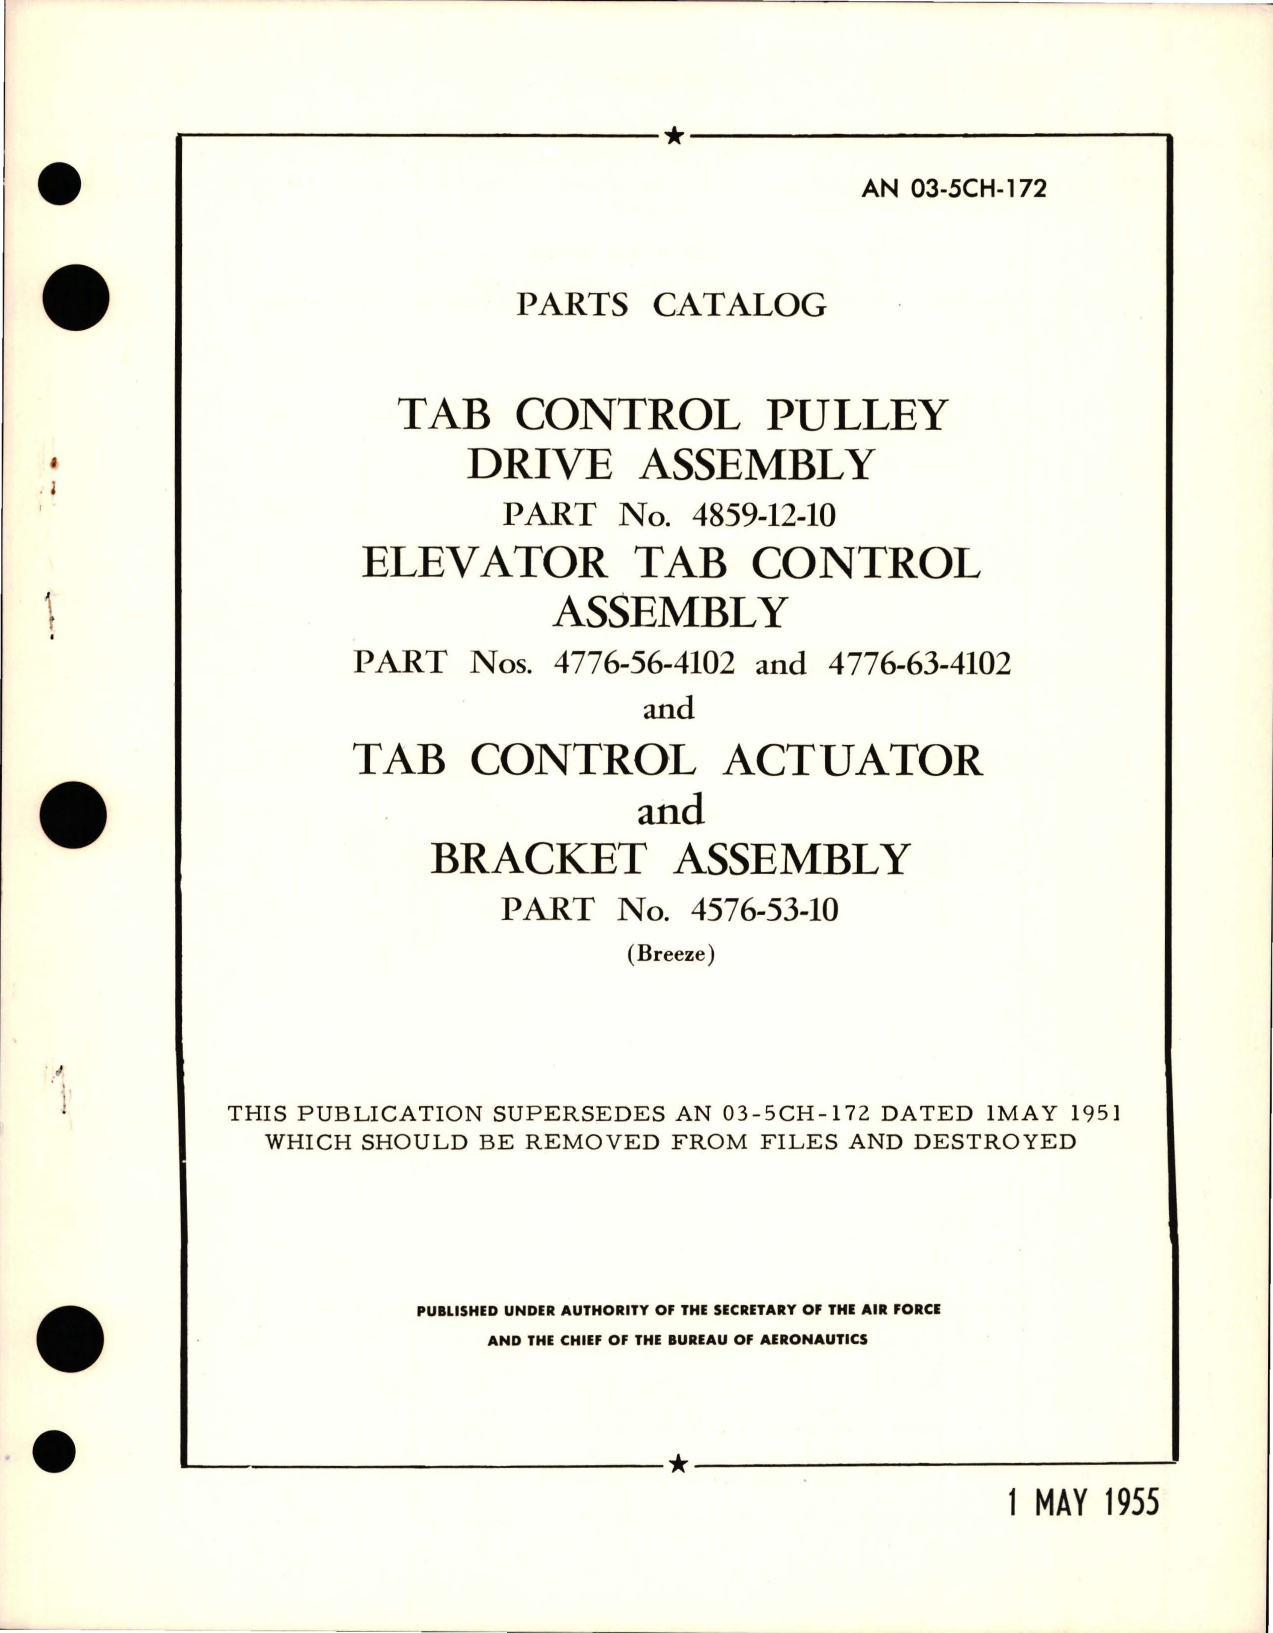 AN 03-5CH-172
PARTS CATALOG
TAB CONTROL PULLEY
DRIVE ASSEMBLY
PART No. 4859-12-10
ELEVATOR TAB CONTROL
ASSEMBLY
PART Nos. 4776-56-4102 and 4776-63-4102
and
TAB CONTROL ACTUATOR
and
BRACKET ASSEMBLY
PART No. 4576-53-10
(Breeze)
THIS PUBLICATION SUPERSEDES AN 03-5CH-172 DATED 1MAY 1951
WHICH SHOULD BE REMOVED FROM FILES AND DESTROYED
PUBLISHED UNDER AUTHORITY OF THE SECRETARY OF THE AIR FORCE
AND THE CHIEF OF THE BUREAU OF AERONAUTICS
1 MAY 1955